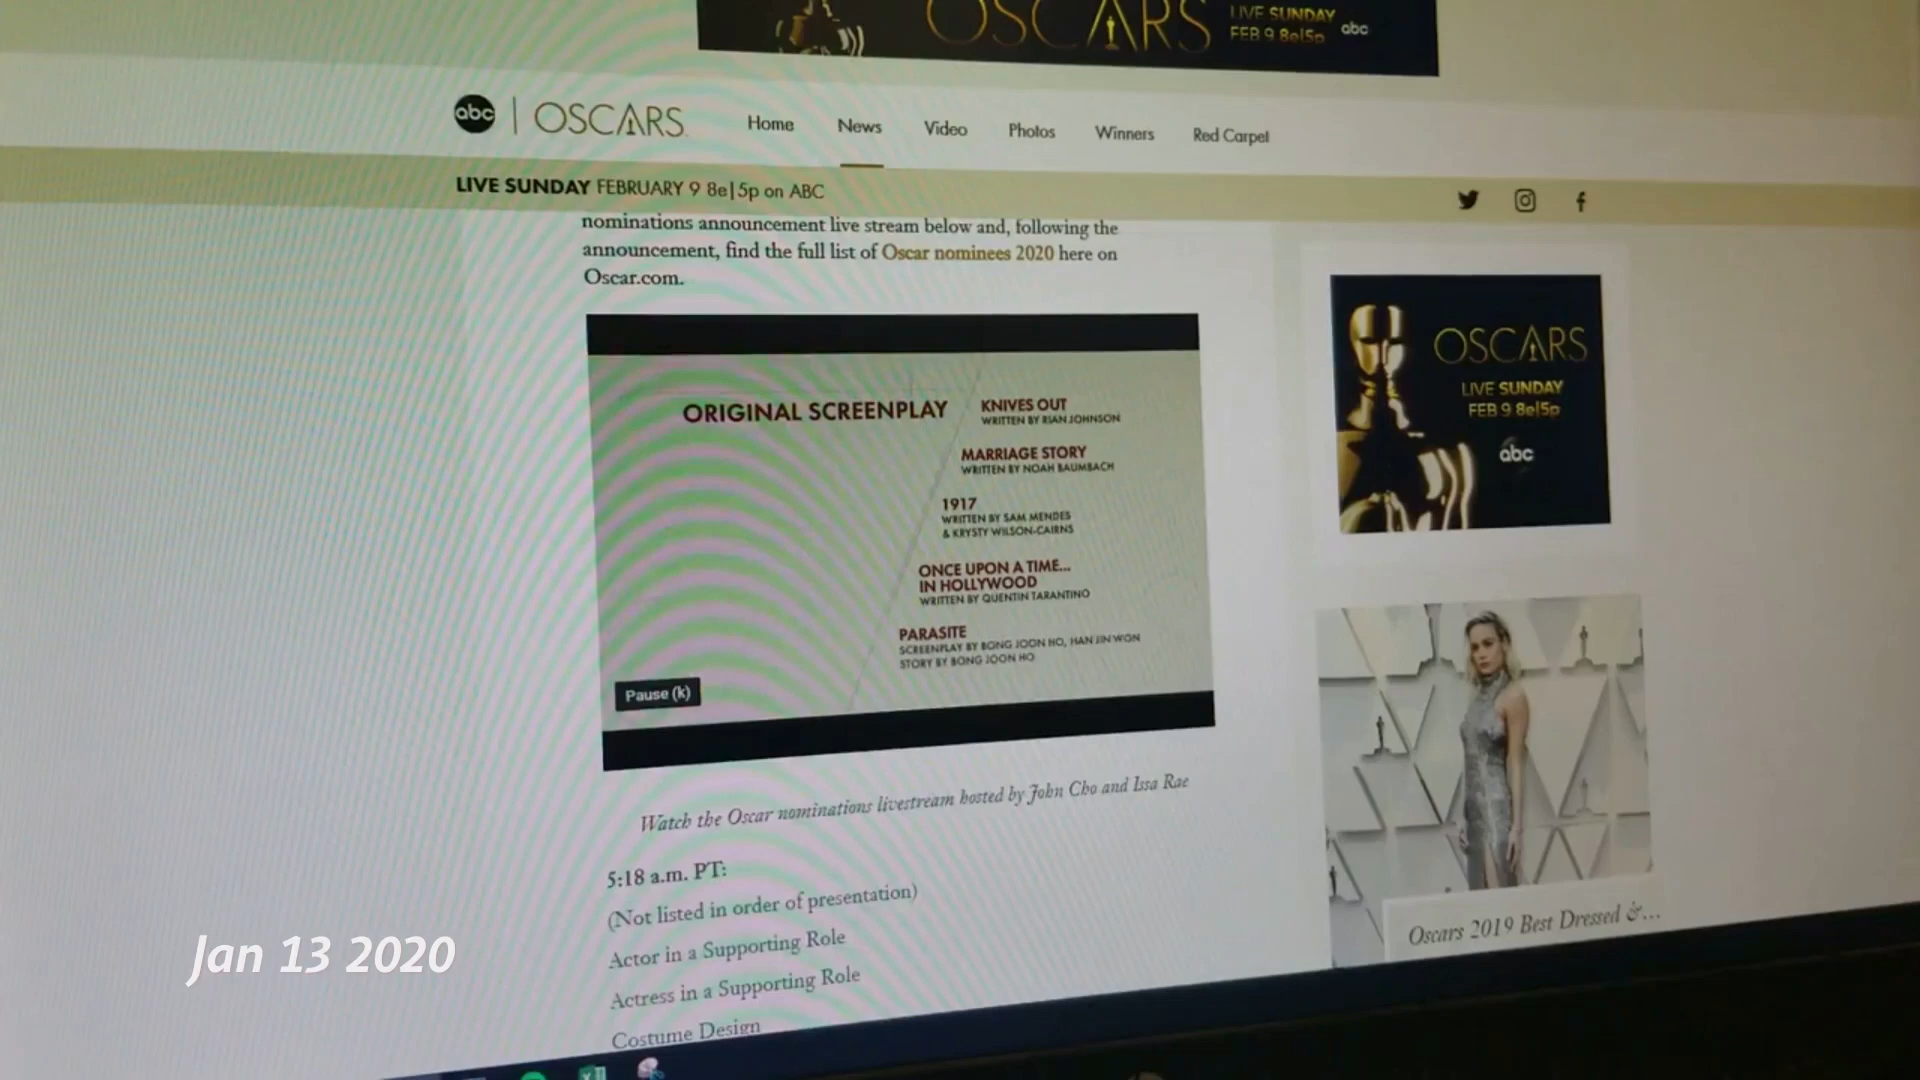 OSCARS
LIVE SUNDAY
FEB 9 8e|5p
abc
abc | OSCARS
Home News Video Photos Winners Red Carpet
LIVE SUNDAY FEBRUARY 9 8e|5p on ABC
nominations announcement live stream below and, following the
announcement, find the full list of Oscar nominees 2020 here on
Oscar.com.
ORIGINAL SCREENPLAY
KNIVES OUT
WRITTEN BY RIAN JOHNSON
MARRIAGE STORY
WRITTEN BY NOAH BAUMBACH
1917
WRITTEN BY SAM MENDES
& KRYSTY WILSON-CAIRNS
ONCE UPON A TIME...
IN HOLLYWOOD
WRITTEN BY QUENTIN TARANTINO
PARASITE
SCREENPLAY BY BONG JOON HO, HAN JIN WON
STORY BY BONG JOON HO
Pause (k)
Watch the Oscar nominations livestream hosted by John Cho and Issa Rae
5:18 a.m. PT:
(Not listed in order of presentation)
Actor in a Supporting Role
Actress in a Supporting Role
Costume Design
OSCARS
LIVE SUNDAY
FEB 9 8e|5p
abc
Oscars 2019 Best Dressed &...
Jan 13 2020